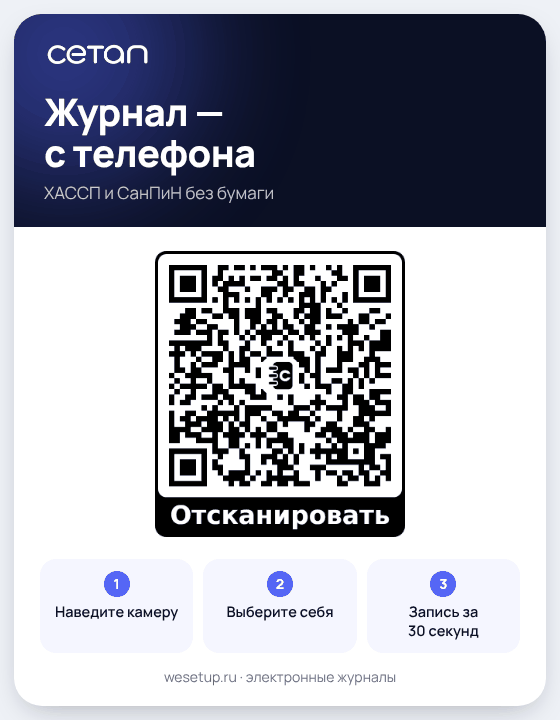 сетап
Журнал —
с телефона
ХАССП и СанПиН без бумаги
С
Отсканировать
1
2
3
Наведите камеру
Выберите себя
Запись за
30 секунд
wesetup.ru · электронные журналы